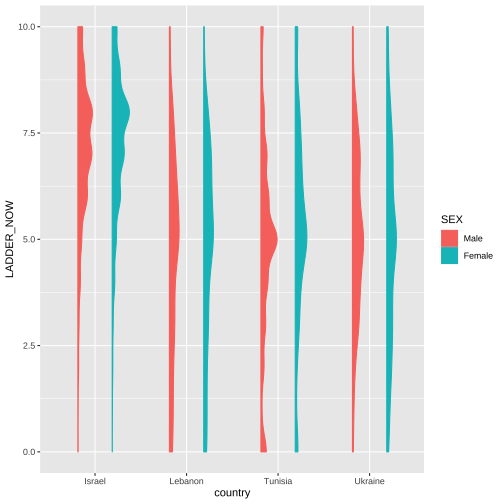 10.0
7.5
5.0
2.5
0.0
LADDER_NOW
Israel
Lebanon
Tunisia
Ukraine
country
SEX
Male
Female